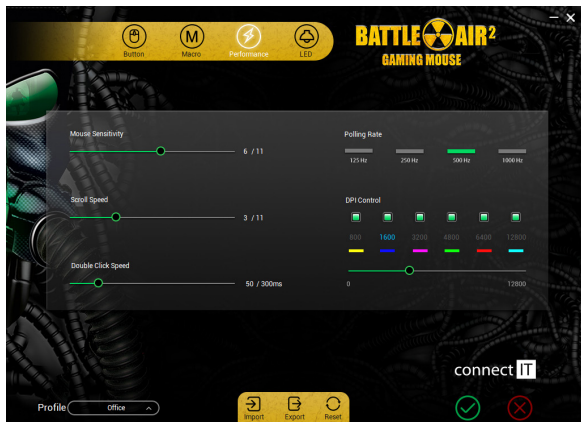 BATTLE AIR²
GAMING MOUSE
Button Macro Performance LED
Mouse Sensitivity
6 / 11
Scroll Speed
3 / 11
Double Click Speed
50 / 300ms
Polling Rate
125 Hz 250 Hz 500 Hz 1000 Hz
DPI Control
800 1600 3200 4800 6400 12800
0 12800
connect IT
Profile Office
Import Export Reset